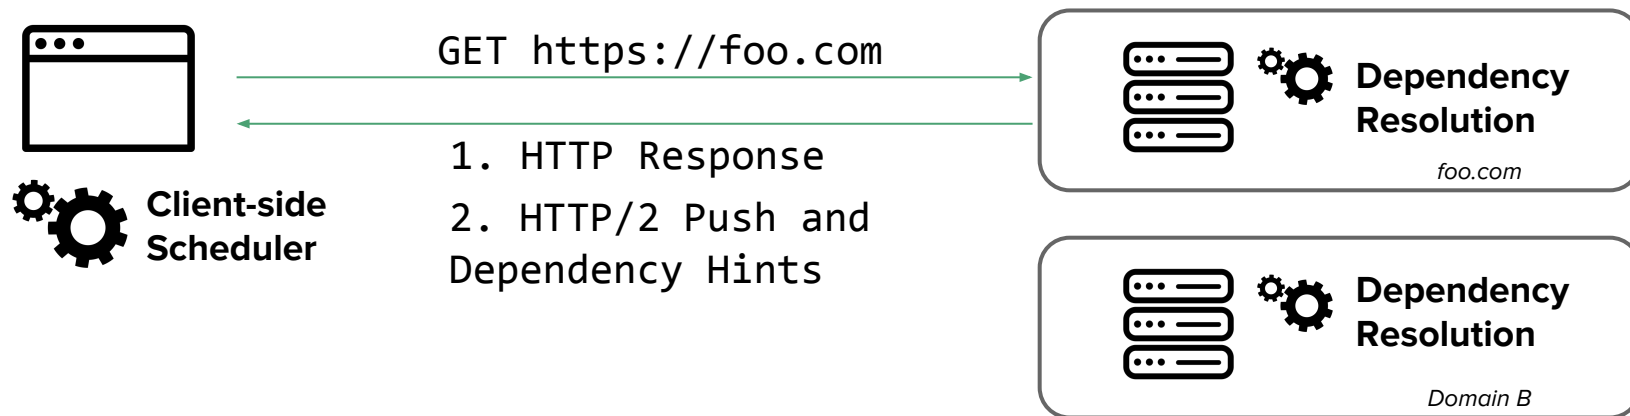 GET https://foo.com
1. HTTP Response
2. HTTP/2 Push and
Dependency Hints
Client-side
Scheduler
Dependency
Resolution
foo.com
Dependency
Resolution
Domain B